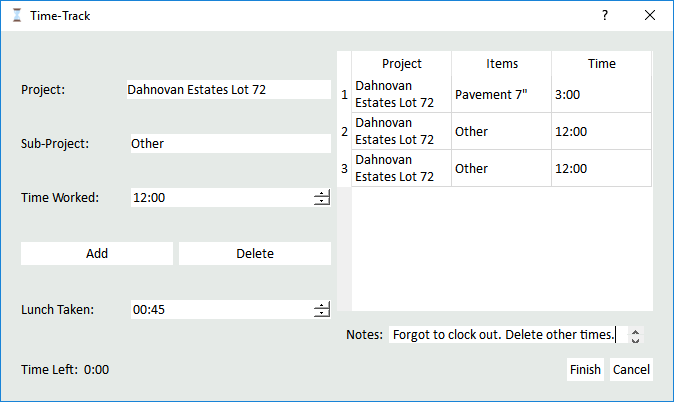 Time-Track
?
Project: Dahnovan Estates Lot 72
Sub-Project: Other
Time Worked: 12:00
Add Delete
Lunch Taken: 00:45
Time Left: 0:00
Project Items Time
1 Dahnovan Estates Lot 72 Pavement 7" 3:00
2 Dahnovan Estates Lot 72 Other 12:00
3 Dahnovan Estates Lot 72 Other 12:00
Notes: Forgot to clock out. Delete other times.
Finish Cancel